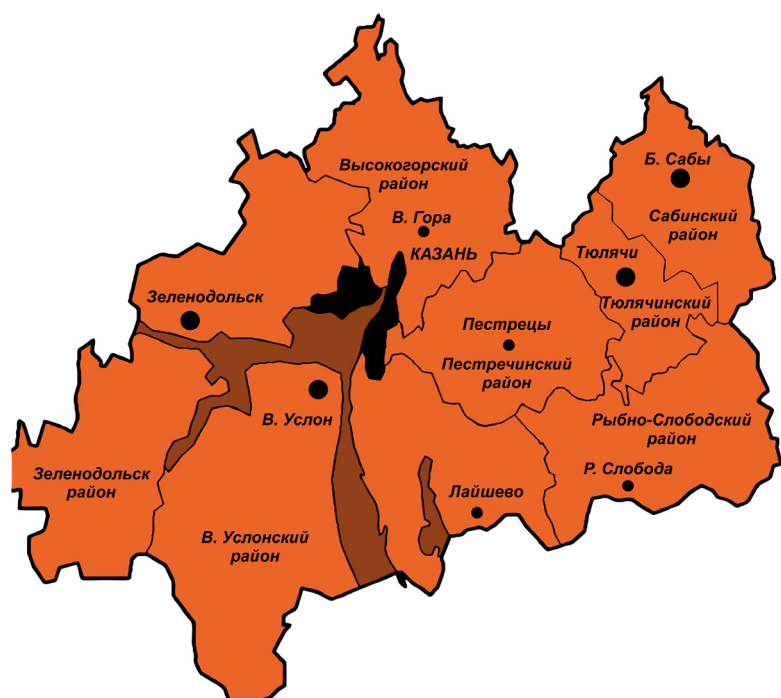 Высокогорский
район
В. Гора
КАЗАНЬ
Б. Сабы
Сабинский
район
Тюлячи
Тюлячинский
район
Зеленодольск
Пестрецы
Пестречинский
район
В. Услон
Рыбно-Слободский
район
Р. Слобода
Зеленодольск
район
Лайшево
В. Услонский
район